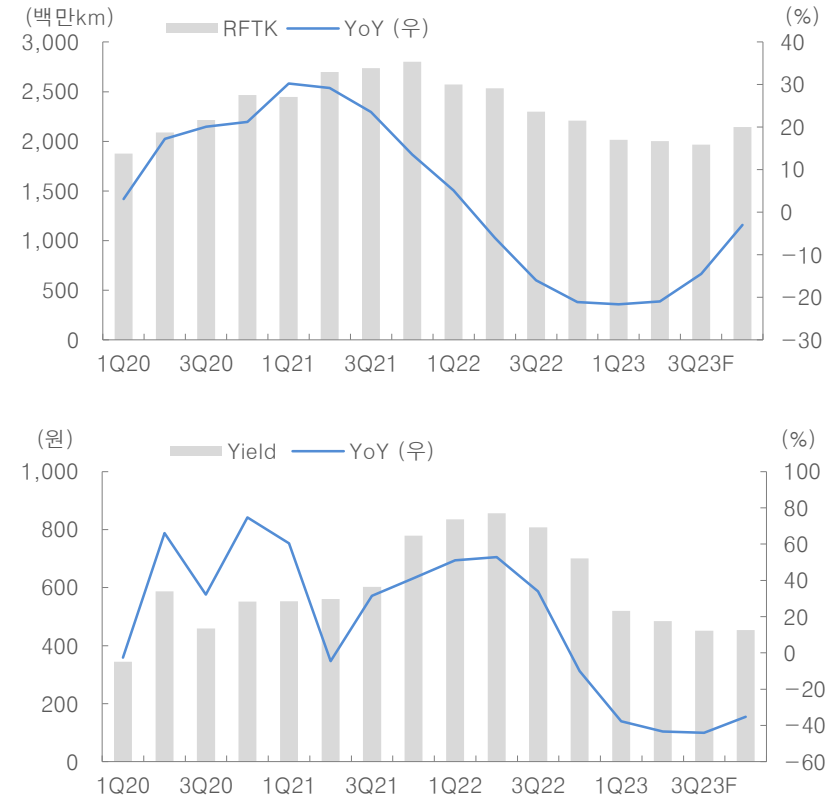 (백만km) (%)
RFTK YoY (우)
3,000 40
2,500 30
2,000 20
1,500 10
1,000 0
500 −10
0 −20
−30
1Q20 3Q20 1Q21 3Q21 1Q22 3Q22 1Q23 3Q23F
(원) (%)
Yield YoY (우)
1,000 100
800 80
600 60
400 40
200 20
0 0
−20
−40
−60
1Q20 3Q20 1Q21 3Q21 1Q22 3Q22 1Q23 3Q23F